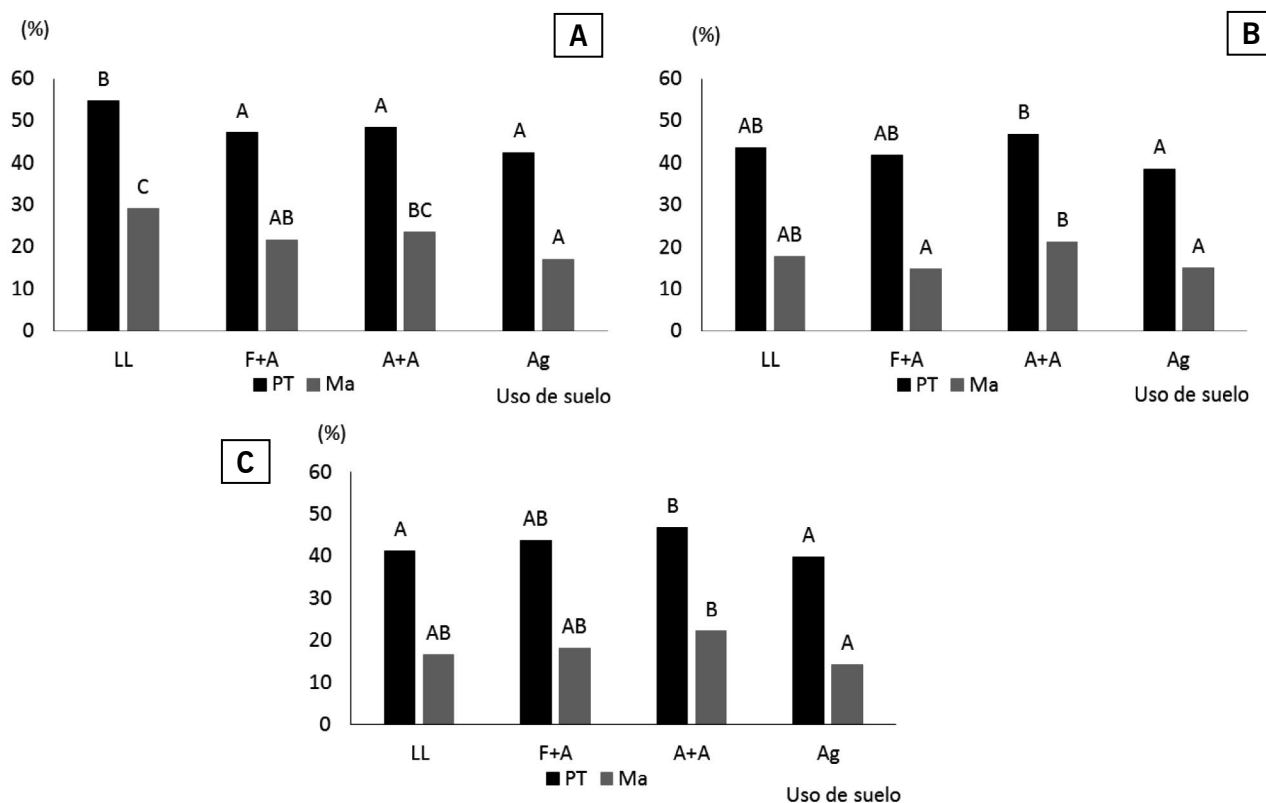 (%)
A
60
50
40
30
20
10
0
B
C
A
AB
A
BC
A
A
LL
F+A
A+A
Ag
PT
Ma
Uso de suelo
(%)
B
60
50
40
30
20
10
0
AB
AB
AB
A
B
B
A
A
LL
F+A
A+A
Ag
PT
Ma
Uso de suelo
(%)
C
60
50
40
30
20
10
0
A
AB
AB
AB
B
B
A
A
LL
F+A
A+A
Ag
PT
Ma
Uso de suelo